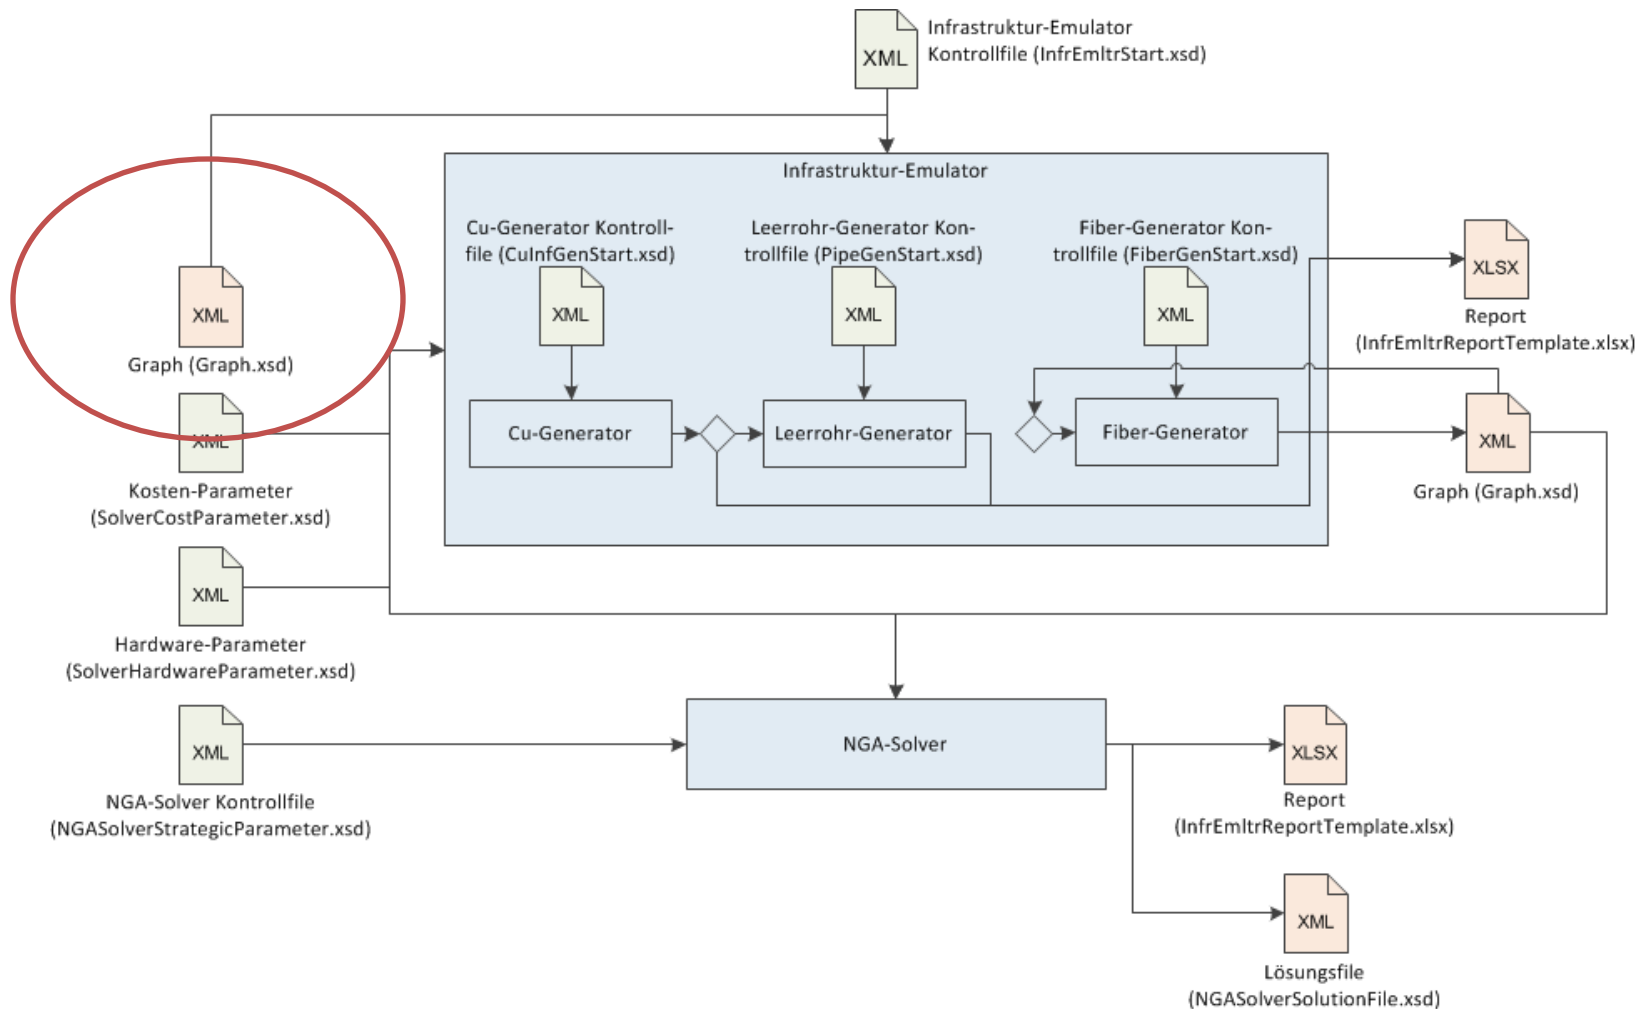 XML
Infrastruktur-Emulator
Kontrollfile (InfrEmltrStart.xsd)
Infrastruktur-Emulator
Cu-Generator Kontroll-
file (CuInfGenStart.xsd)
XML
Leerrohr-Generator Kon-
trollfile (PipeGenStart.xsd)
XML
Fiber-Generator Kon-
trollfile (FiberGenStart.xsd)
XML
Cu-Generator
Leerrohr-Generator
Fiber-Generator
XML
Graph (Graph.xsd)
XML
Kosten-Parameter
(SolverCostParameter.xsd)
XML
Hardware-Parameter
(SolverHardwareParameter.xsd)
XML
NGA-Solver Kontrollfile
(NGASolverStrategicParameter.xsd)
XLSX
Report
(InfrEmltrReportTemplate.xlsx)
XML
Graph (Graph.xsd)
NGA-Solver
XLSX
Report
(InfrEmltrReportTemplate.xlsx)
XML
Lösungsfile
(NGASolverSolutionFile.xsd)